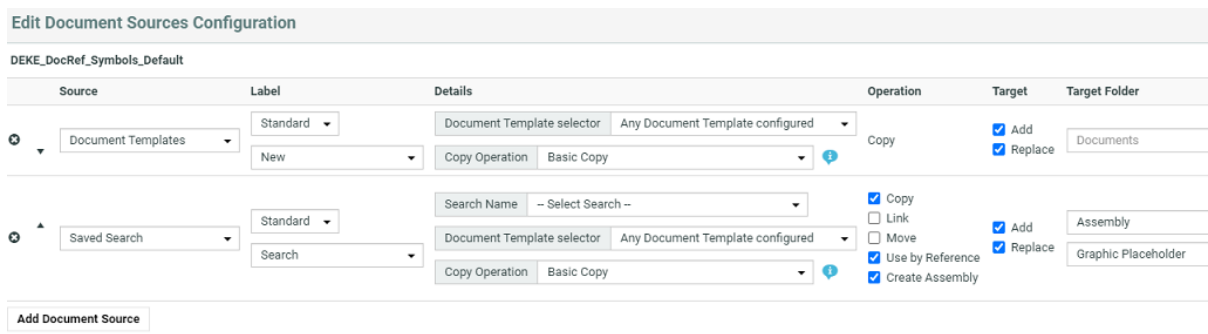 Edit Document Sources Configuration
DEKE_DocRef_Symbols_Default
Source Label Details Operation Target Target Folder
Document Templates
Standard
New
Document Template selector Any Document Template configured
Copy Operation Basic Copy
Copy
Add
Replace
Documents
Saved Search
Standard
Search
Search Name -- Select Search --
Document Template selector Any Document Template configured
Copy Operation Basic Copy
Copy
Link
Move
Use by Reference
Create Assembly
Add
Replace
Assembly
Graphic Placeholder
Add Document Source